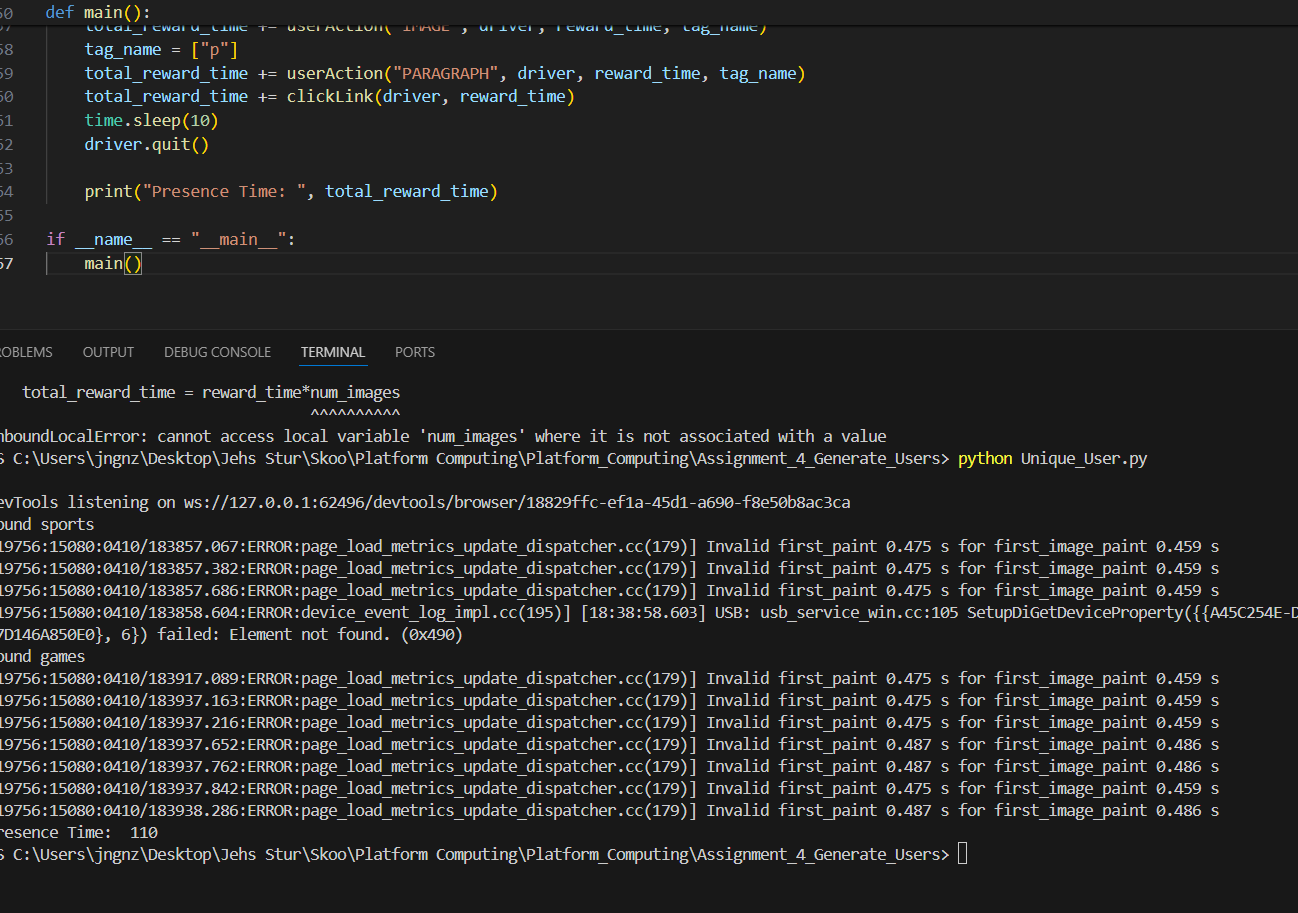 50 def main():
total_reward_time += userAction("IMAGE", driver, reward_time, tag_name)
58 tag_name = ["p"]
59 total_reward_time += userAction("PARAGRAPH", driver, reward_time, tag_name)
60 total_reward_time += clickLink(driver, reward_time)
61 time.sleep(10)
62 driver.quit()
63
64 print("Presence Time: ", total_reward_time)
65
66 if __name__ == "__main__":
67 main()
ROBLEMS OUTPUT DEBUG CONSOLE TERMINAL PORTS
total_reward_time = reward_time*num_images
^^^^^^^^^^
nboundLocalError: cannot access local variable 'num_images' where it is not associated with a value
S C:\Users\jngnz\Desktop\Jehs Stur\Skoo\Platform Computing\Platform_Computing\Assignment_4_Generate_Users> python Unique_User.py
evTools listening on ws://127.0.0.1:62496/devtools/browser/18829ffc-ef1a-45d1-a690-f8e50b8ac3ca
ound sports
19756:15080:0410/183857.067:ERROR:page_load_metrics_update_dispatcher.cc(179)] Invalid first_paint 0.475 s for first_image_paint 0.459 s
19756:15080:0410/183857.382:ERROR:page_load_metrics_update_dispatcher.cc(179)] Invalid first_paint 0.475 s for first_image_paint 0.459 s
19756:15080:0410/183857.686:ERROR:page_load_metrics_update_dispatcher.cc(179)] Invalid first_paint 0.475 s for first_image_paint 0.459 s
19756:15080:0410/183858.604:ERROR:device_event_log_impl.cc(195)] [18:38:58.603] USB: usb_service_win.cc:105 SetupDiGetDeviceProperty({{A45C254E-D
7D146A850E0}, 6}) failed: Element not found. (0x490)
ound games
19756:15080:0410/183917.089:ERROR:page_load_metrics_update_dispatcher.cc(179)] Invalid first_paint 0.475 s for first_image_paint 0.459 s
19756:15080:0410/183937.163:ERROR:page_load_metrics_update_dispatcher.cc(179)] Invalid first_paint 0.475 s for first_image_paint 0.459 s
19756:15080:0410/183937.216:ERROR:page_load_metrics_update_dispatcher.cc(179)] Invalid first_paint 0.475 s for first_image_paint 0.459 s
19756:15080:0410/183937.652:ERROR:page_load_metrics_update_dispatcher.cc(179)] Invalid first_paint 0.487 s for first_image_paint 0.486 s
19756:15080:0410/183937.762:ERROR:page_load_metrics_update_dispatcher.cc(179)] Invalid first_paint 0.487 s for first_image_paint 0.486 s
19756:15080:0410/183937.842:ERROR:page_load_metrics_update_dispatcher.cc(179)] Invalid first_paint 0.475 s for first_image_paint 0.459 s
19756:15080:0410/183938.286:ERROR:page_load_metrics_update_dispatcher.cc(179)] Invalid first_paint 0.487 s for first_image_paint 0.486 s
resence Time:  110
S C:\Users\jngnz\Desktop\Jehs Stur\Skoo\Platform Computing\Platform_Computing\Assignment_4_Generate_Users>